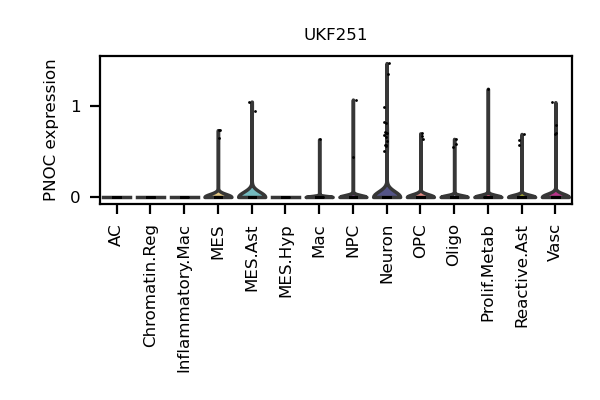 UKF251
PNOC expression
1
0
AC
Chromatin.Reg
Inflammatory.Mac
MES
MES.Ast
MES.Hyp
Mac
NPC
Neuron
OPC
Oligo
Prolif.Metab
Reactive.Ast
Vasc